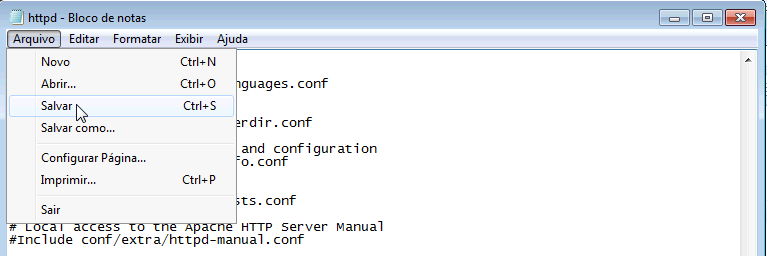 httpd - Bloco de notas
Arquivo Editar Formatar Exibir Ajuda
Novo Ctrl+N
Abrir... Ctrl+O
Salvar Ctrl+S
Salvar como...
Configurar Página...
Imprimir... Ctrl+P
Sair
nguages.conf
erdir.conf
and configuration
fo.conf
sts.conf
# Local access to the Apache HTTP Server Manual
#Include conf/extra/httpd-manual.conf